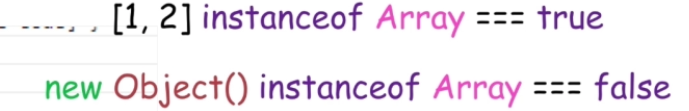 [1, 2] instanceof Array === true
new Object() instanceof Array === false